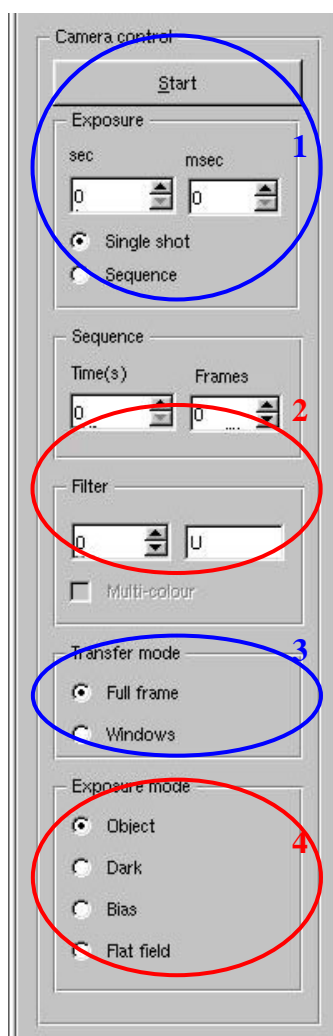 Camera control
Start
Exposure
1
sec msec
0 0
Single shot
Sequence
Sequence
Time(s) Frames
0 0
2
Filter
0 U
Multi-colour
Transfer mode
3
Full frame
Windows
Exposure mode
Object
4
Dark
Bias
Flat field